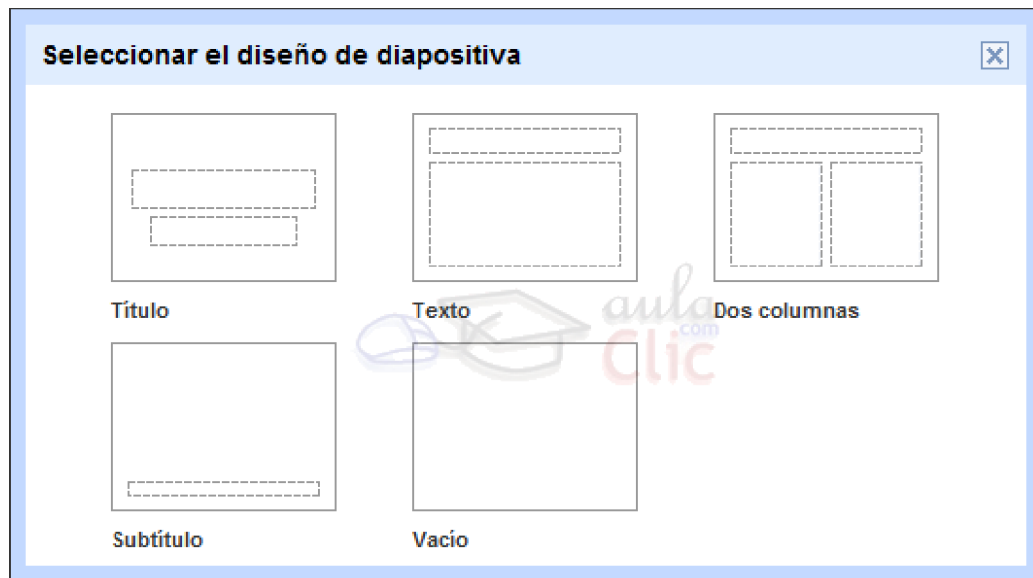 Seleccionar el diseño de diapositiva
Título
Texto
Dos columnas
aula
.com
Clic
Subtítulo
Vacío